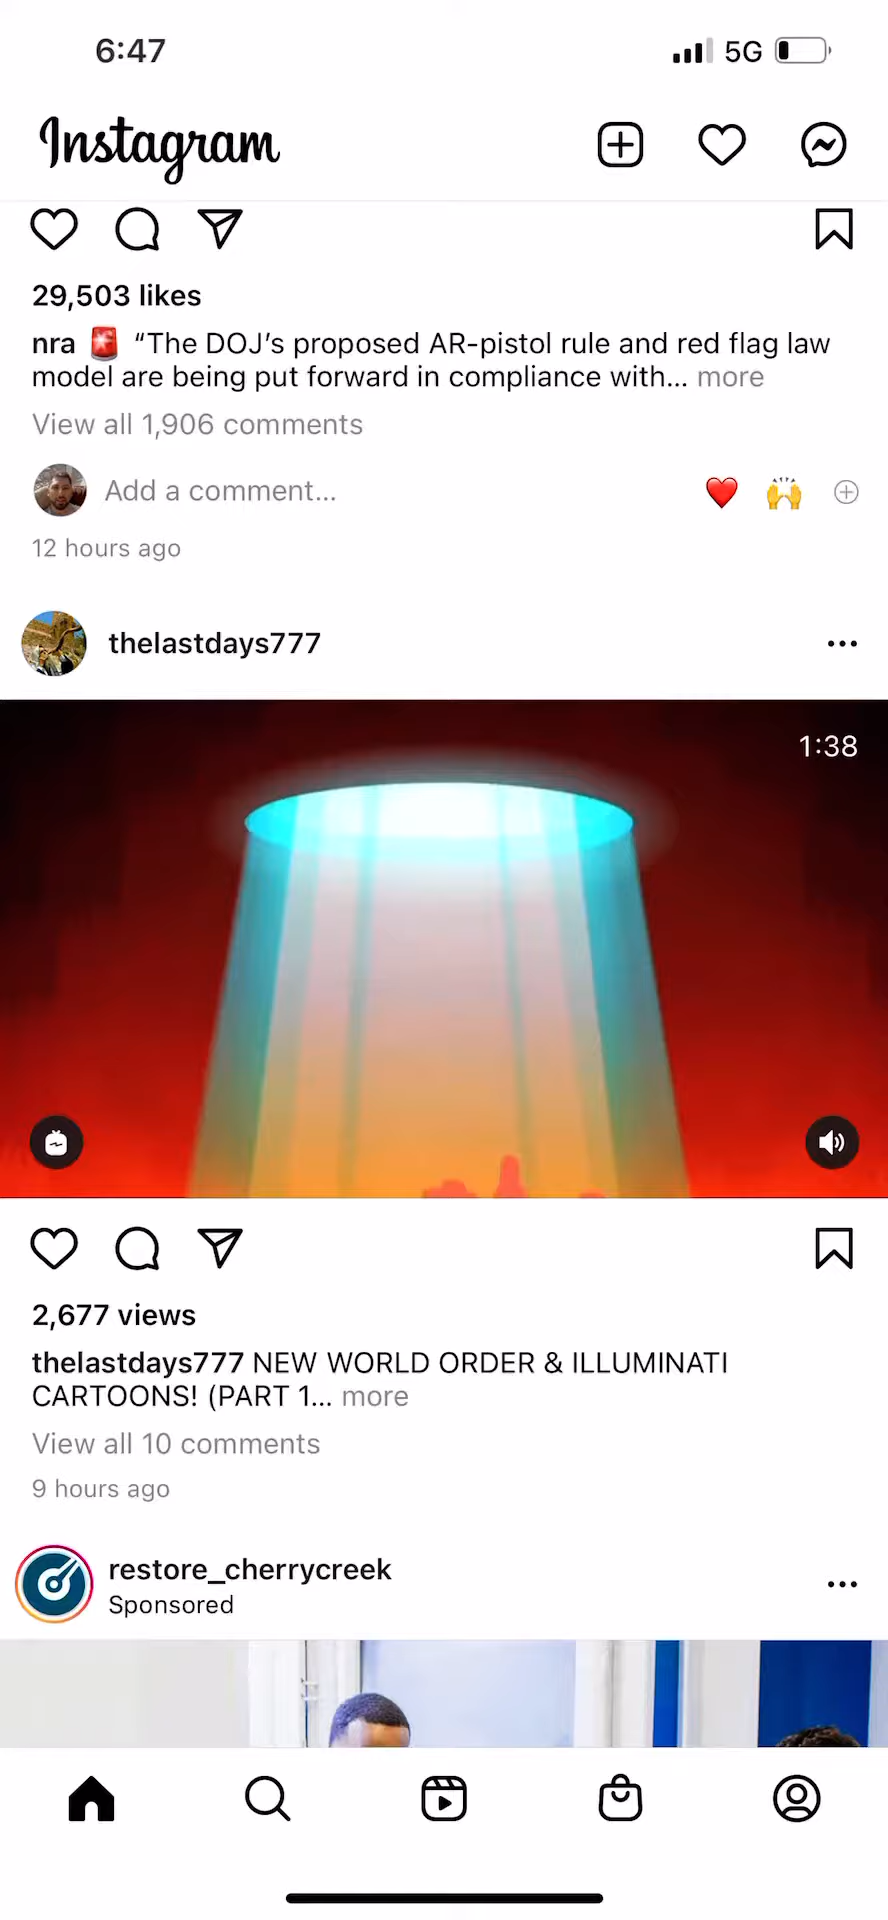 6:47
5G
Instagram
29,503 likes
nra 🚨 “The DOJ’s proposed AR-pistol rule and red flag law
model are being put forward in compliance with... more
View all 1,906 comments
Add a comment...
12 hours ago
thelastdays777
1:38
2,677 views
thelastdays777 NEW WORLD ORDER & ILLUMINATI
CARTOONS! (PART 1... more
View all 10 comments
9 hours ago
restore_cherrycreek
Sponsored